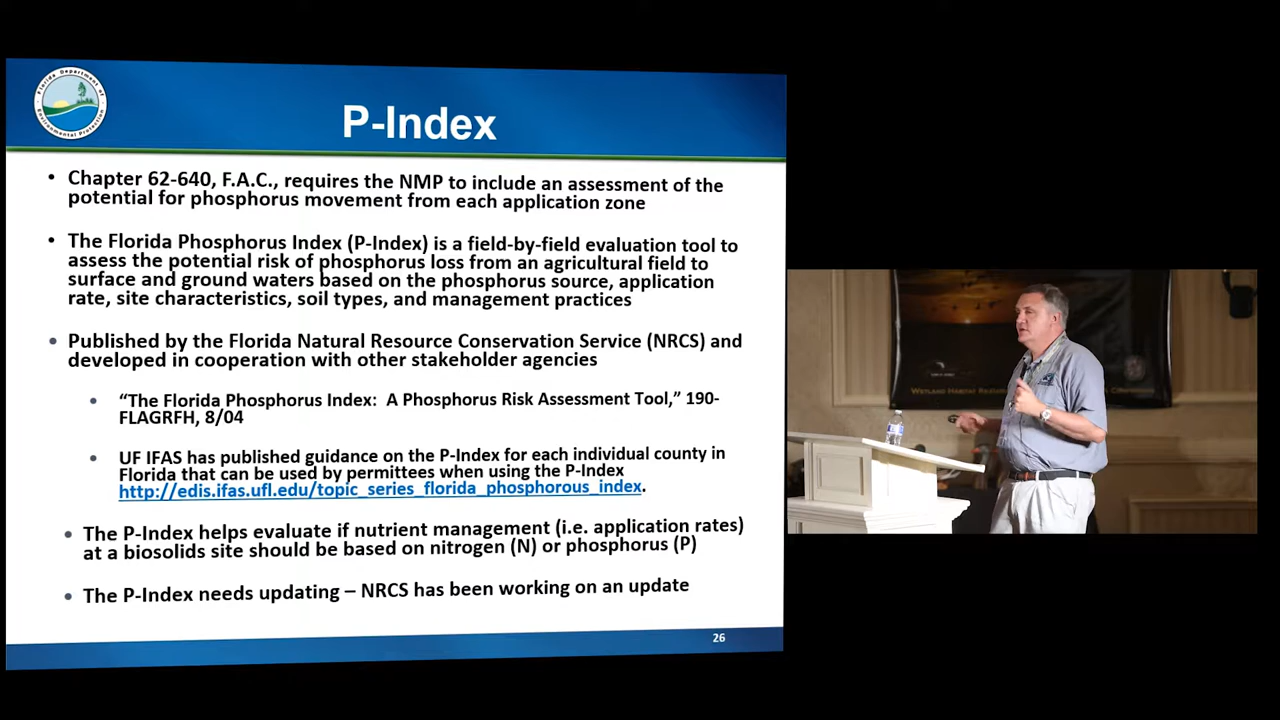 Florida Department of
Environmental Protection
P-Index
• Chapter 62-640, F.A.C., requires the NMP to include an assessment of the
potential for phosphorus movement from each application zone
• The Florida Phosphorus Index (P-Index) is a field-by-field evaluation tool to
assess the potential risk of phosphorus loss from an agricultural field to
surface and ground waters based on the phosphorus source, application
rate, site characteristics, soil types, and management practices
• Published by the Florida Natural Resource Conservation Service (NRCS) and
developed in cooperation with other stakeholder agencies
• “The Florida Phosphorus Index: A Phosphorus Risk Assessment Tool,” 190-
FLAGRFH, 8/04
• UF IFAS has published guidance on the P-Index for each individual county in
Florida that can be used by permittees when using the P-Index
http://edis.ifas.ufl.edu/topic_series_florida_phosphorous_index.
• The P-Index helps evaluate if nutrient management (i.e. application rates)
at a biosolids site should be based on nitrogen (N) or phosphorus (P)
• The P-Index needs updating – NRCS has been working on an update
26
Wetland Habitat